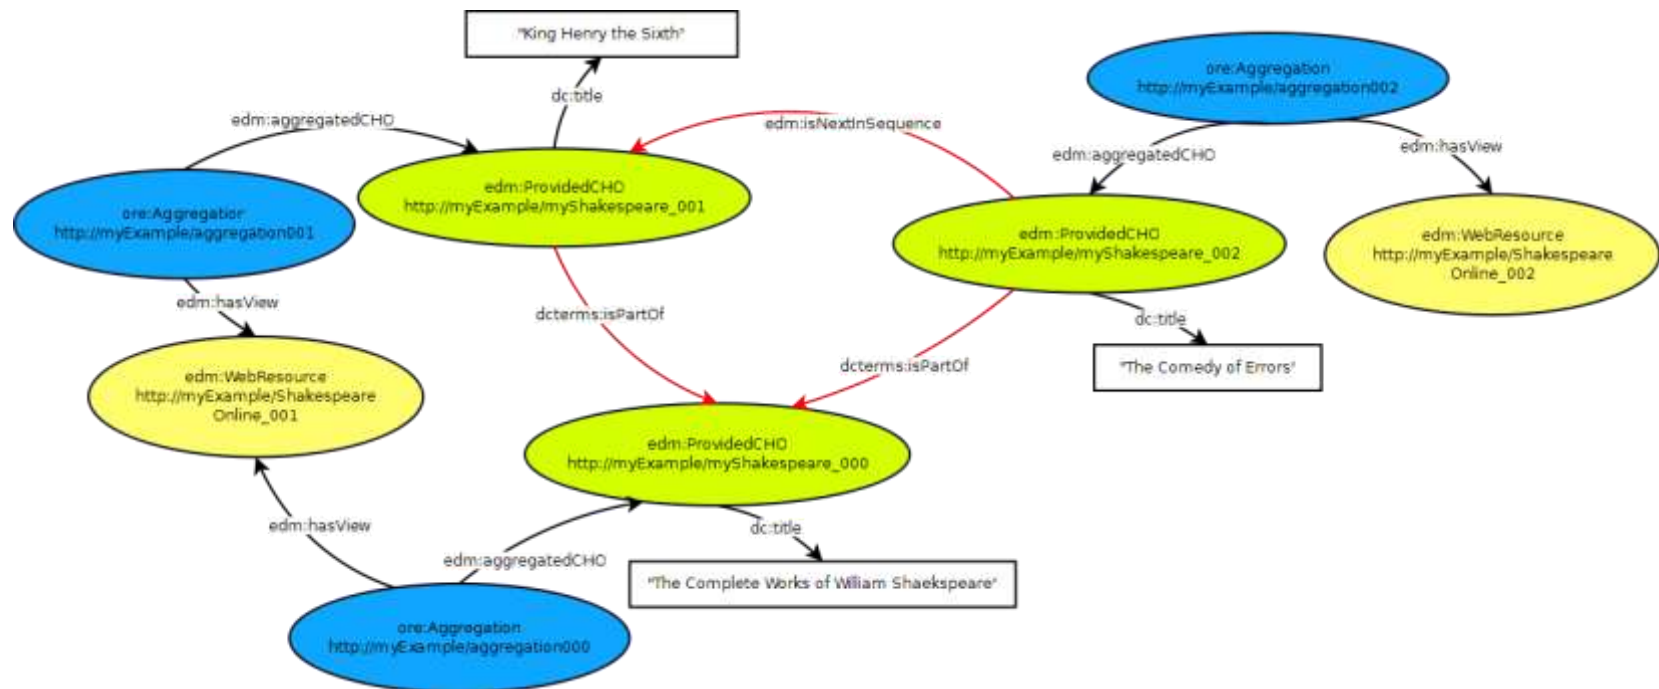 "King Henry the Sixth"
dc:title
edm:aggregatedCHO
edm:isNextInSequence
ore:Aggregation
http://myExample/aggregation002
edm:aggregatedCHO
edm:hasView
edm:ProvidedCHO
http://myExample/myShakespeare_001
ore:Aggregation
http://myExample/aggregation001
edm:ProvidedCHO
http://myExample/myShakespeare_002
edm:WebResource
http://myExample/Shakespeare
Online_002
edm:hasView
dcterms:isPartOf
dc:title
dcterms:isPartOf
"The Comedy of Errors"
edm:WebResource
http://myExample/Shakespeare
Online_001
edm:ProvidedCHO
http://myExample/myShakespeare_000
edm:hasView
dc:title
edm:aggregatedCHO
"The Complete Works of William Shaekspeare"
ore:Aggregation
http://myExample/aggregation000